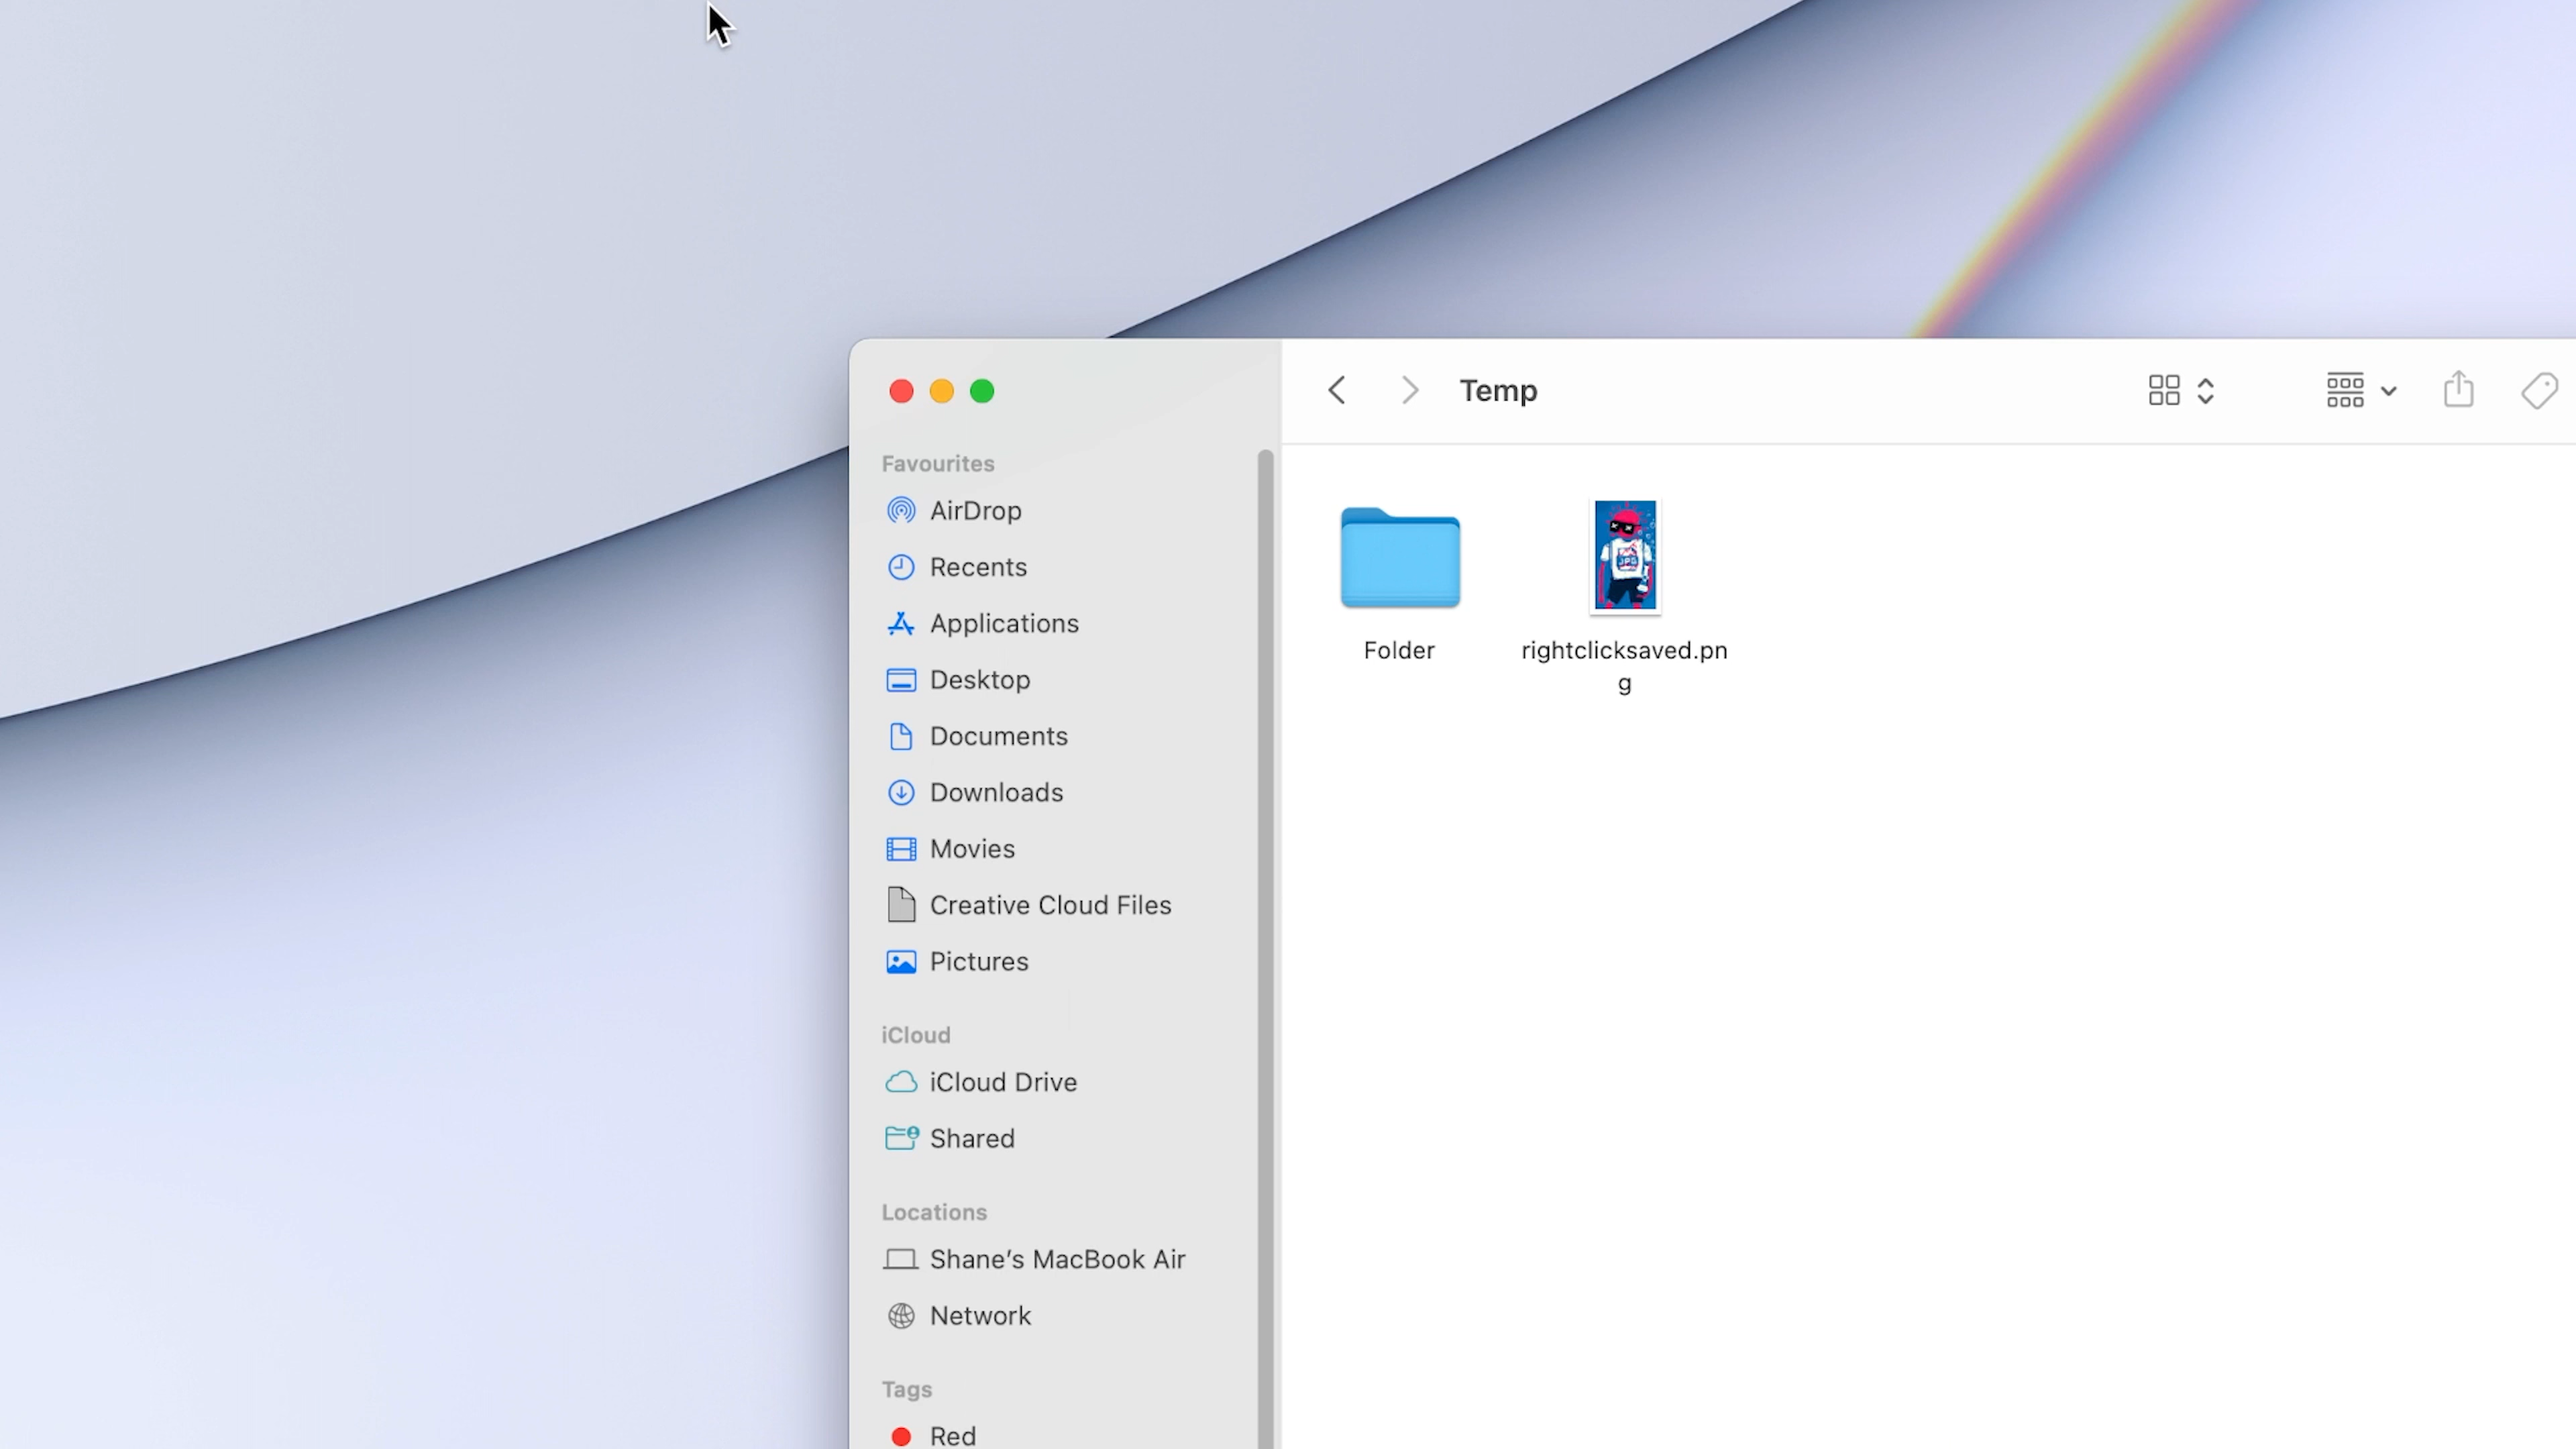 Temp
Favourites
AirDrop
Recents
Applications
Desktop
Documents
Downloads
Movies
Creative Cloud Files
Pictures
iCloud
iCloud Drive
Shared
Locations
Shane's MacBook Air
Network
Tags
Red
Folder
JPG
rightclicksaved.pn
g